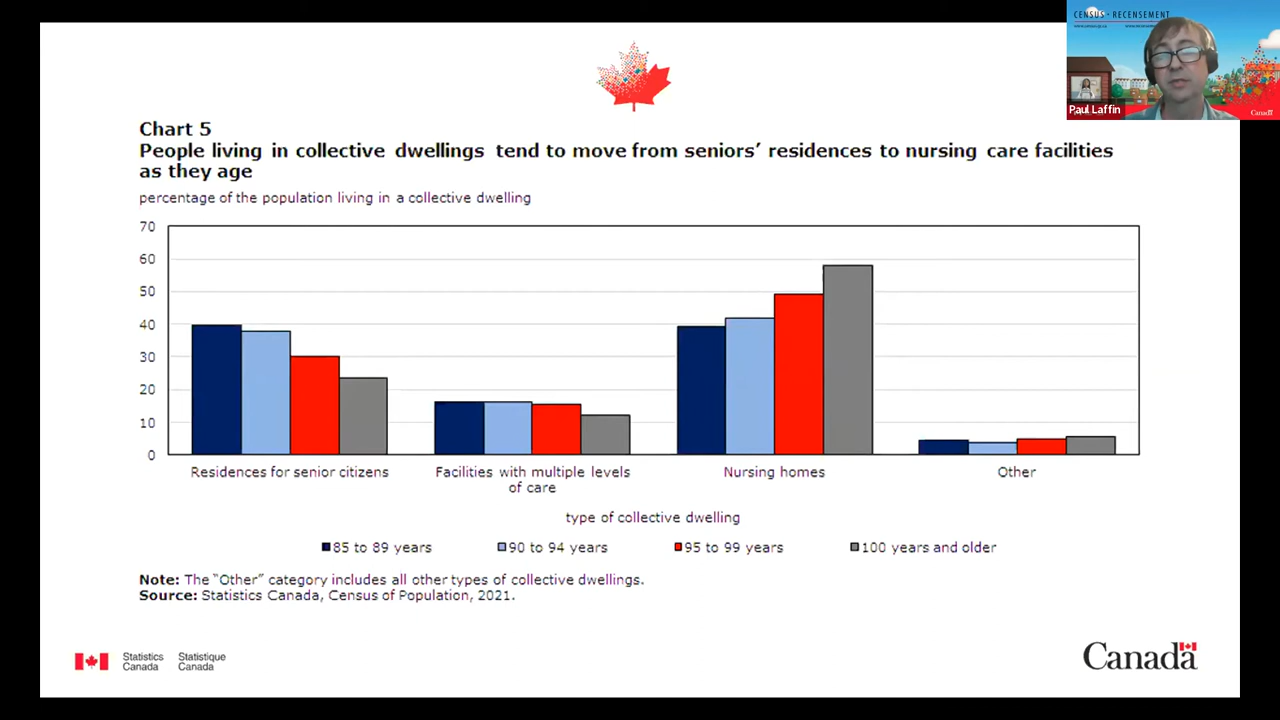 CENSUS • RECENSEMENT
Paul Laffin
Canada
Chart 5
People living in collective dwellings tend to move from seniors’ residences to nursing care facilities
as they age
percentage of the population living in a collective dwelling
70
60
50
40
30
20
10
0
Residences for senior citizens
Facilities with multiple levels
of care
Nursing homes
Other
type of collective dwelling
85 to 89 years
90 to 94 years
95 to 99 years
100 years and older
Note: The “Other” category includes all other types of collective dwellings.
Source: Statistics Canada, Census of Population, 2021.
Statistics Statistique
Canada Canada
Canada